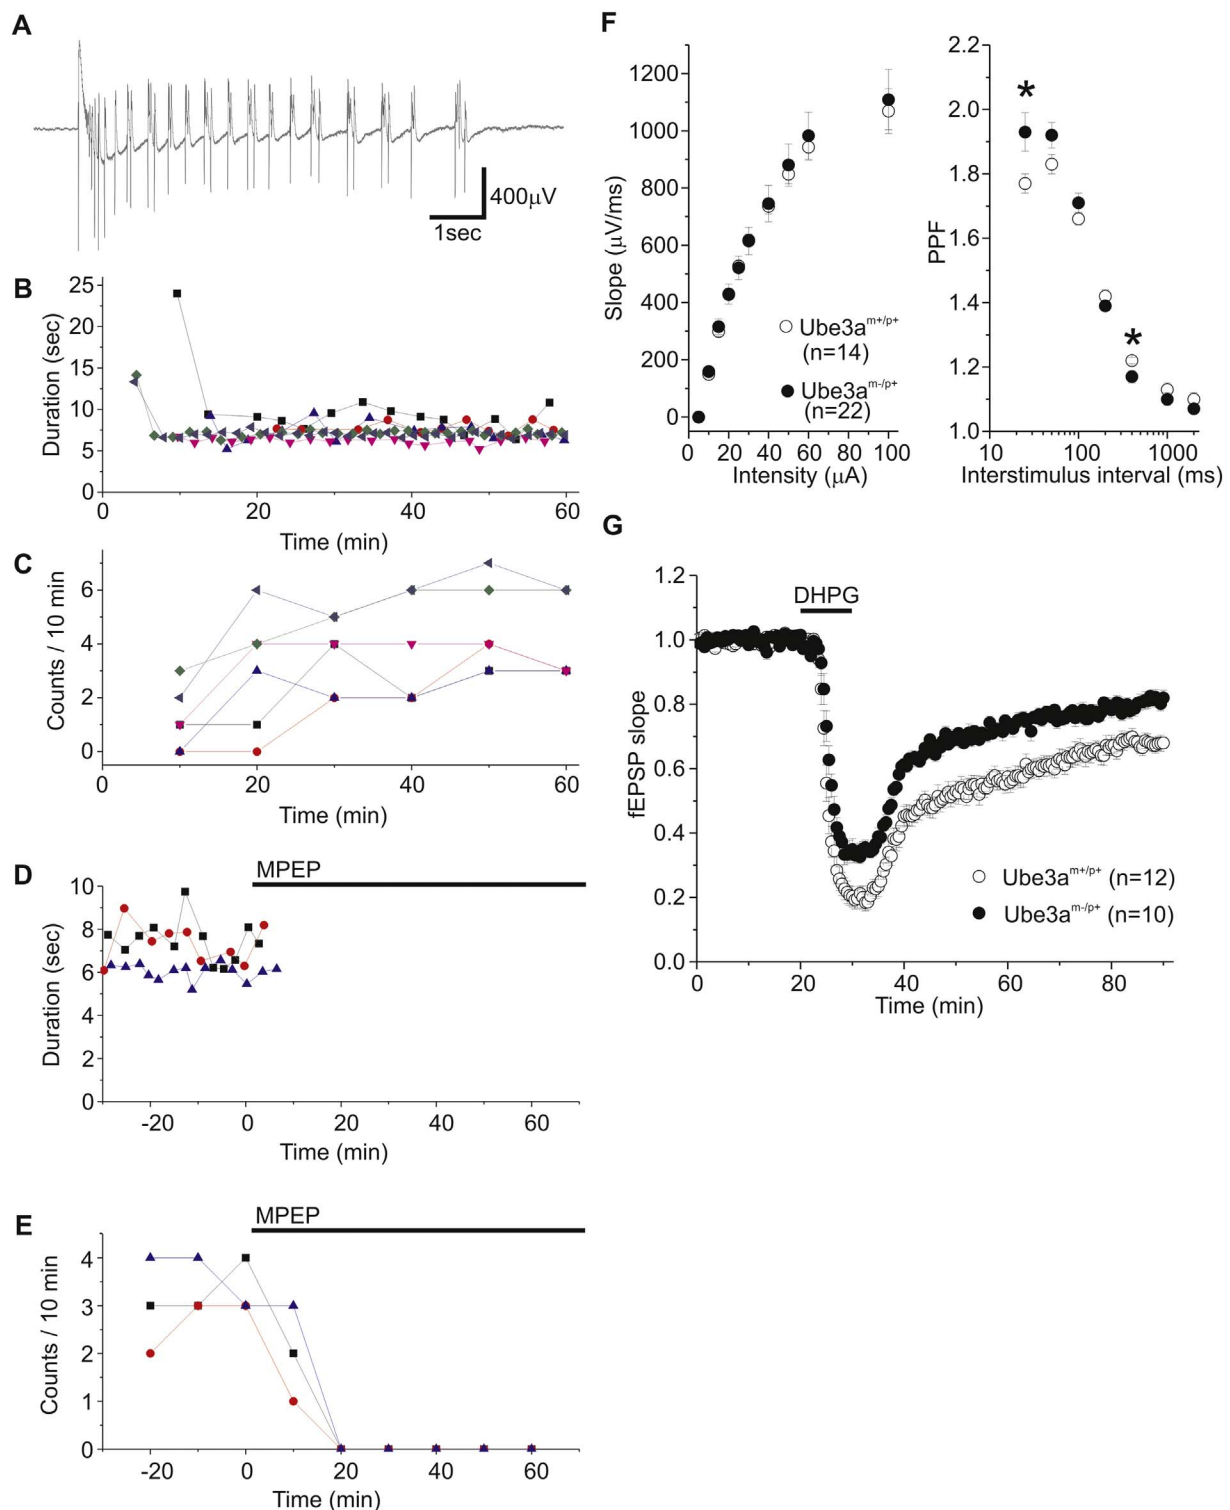 A
400μV
1sec
B
Duration (sec)
25
20
15
10
5
0
0
20
40
60
Time (min)
C
Counts / 10 min
6
4
2
0
0
20
40
60
Time (min)
D
MPEP
Duration (sec)
10
8
6
4
2
0
-20
0
20
40
60
Time (min)
E
MPEP
Counts / 10 min
4
3
2
1
0
-20
0
20
40
60
Time (min)
F
Slope (μV/ms)
1200
1000
800
600
400
200
0
Ube3a^m+/p+
(n=14)
Ube3a^m-/p+
(n=22)
0 20 40 60 80 100
Intensity (μA)
PPF
2.2
2.0
1.8
1.6
1.4
1.2
1.0
*
*
10 100 1000
Interstimulus interval (ms)
G
fEPSP slope
1.2
1.0
0.8
0.6
0.4
0.2
0.0
DHPG
Ube3a^m+/p+ (n=12)
Ube3a^m-/p+ (n=10)
0 20 40 60 80
Time (min)